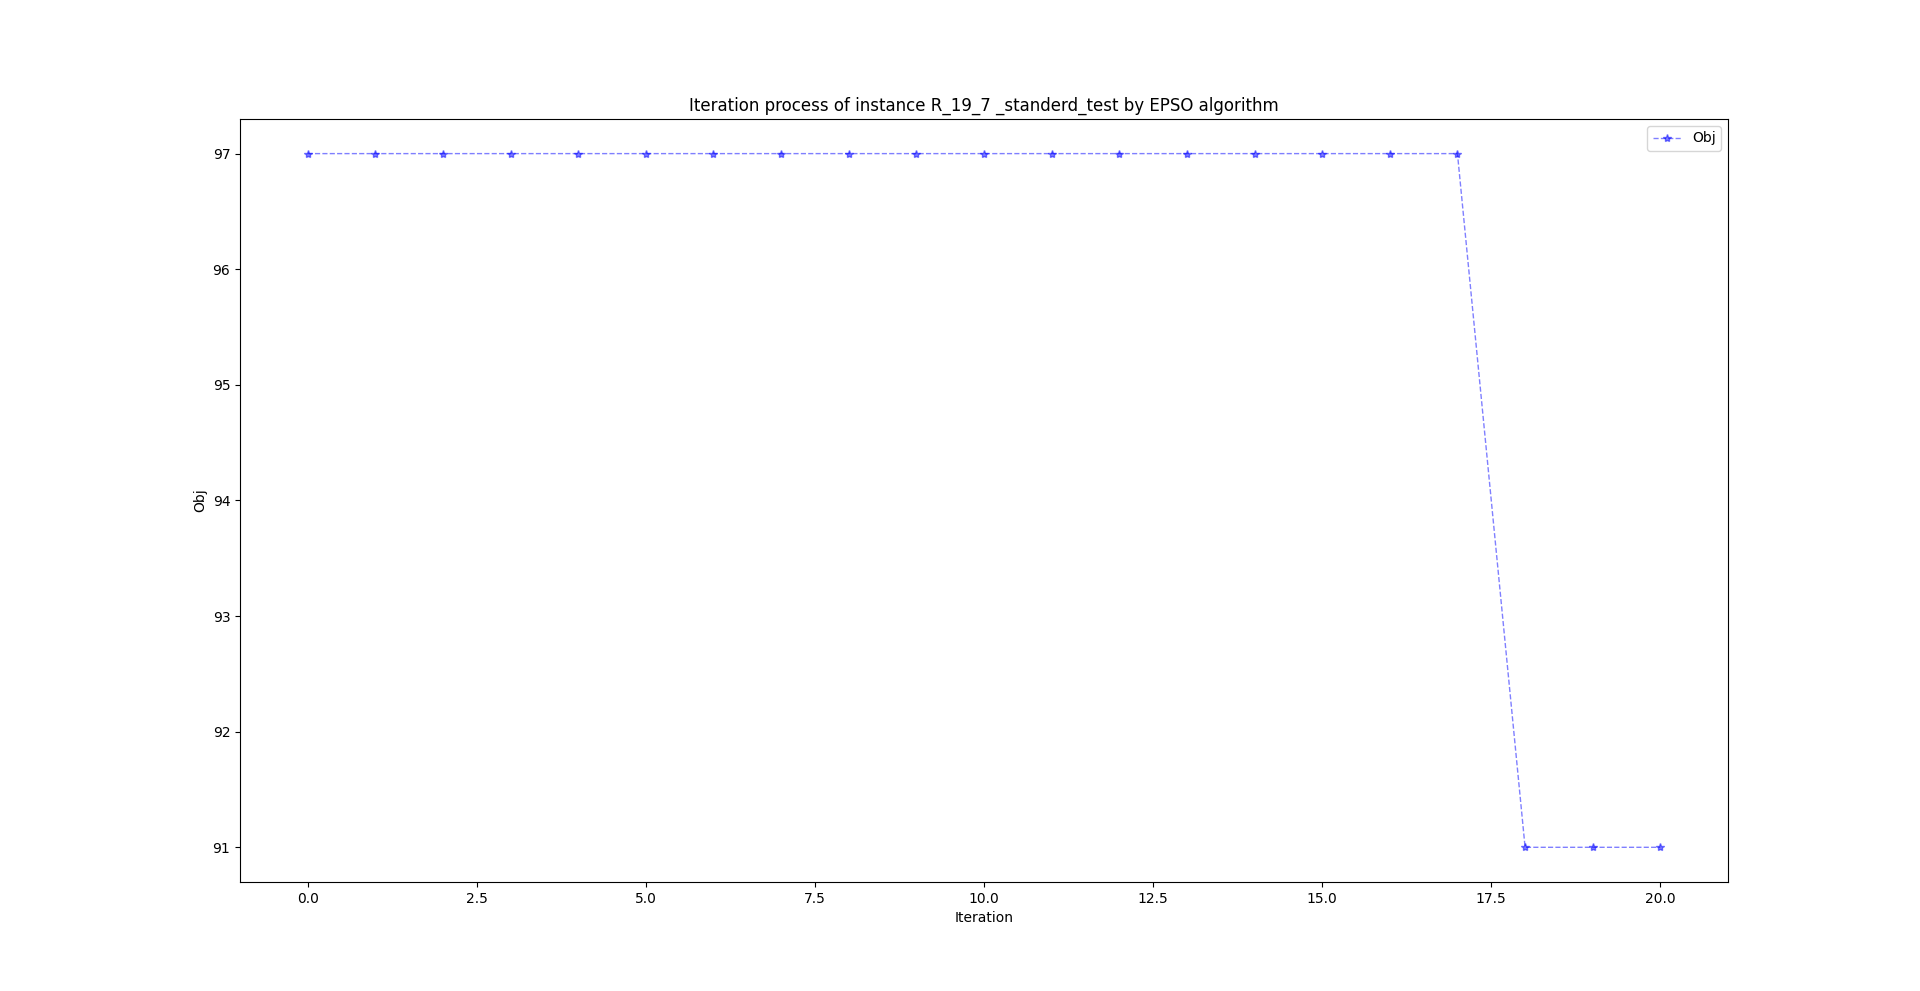 Iteration process of instance R_19_7 _standerd_test by EPSO algorithm
Obj
97
96
95
94
93
92
91
Obj
0.0 2.5 5.0 7.5 10.0 12.5 15.0 17.5 20.0
Iteration